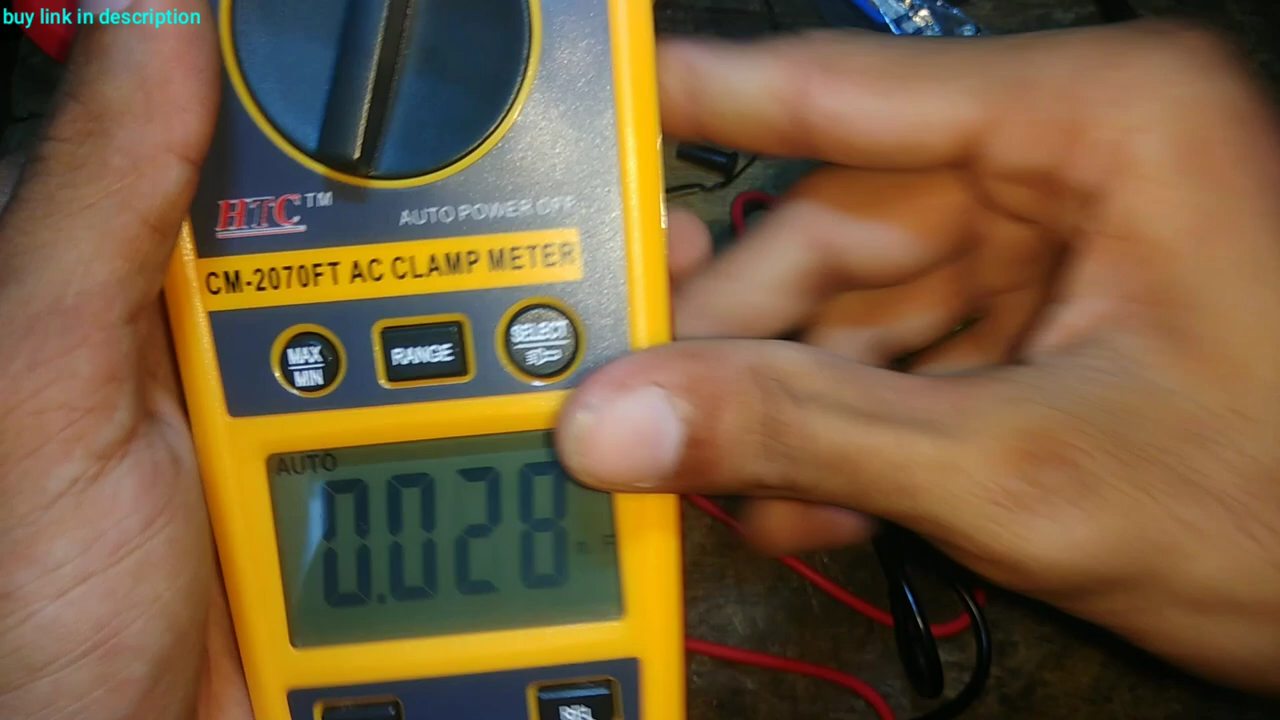 buy link in description
HTC™
AUTO POWER OFF
CM-2070FT AC CLAMP METER
MAX
MIN
RANGE
SELECT
AUTO
0.028
REL